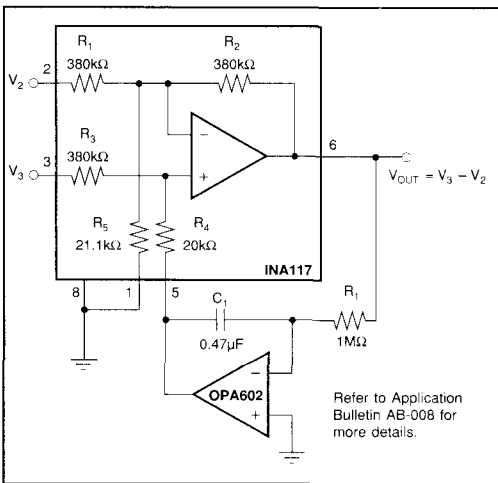 R1
380kΩ
R2
380kΩ
V2
2
−
6
R3
380kΩ
V3
3
+
VOUT = V3 – V2
R5
21.1kΩ
R4
20kΩ
INA117
8
1
5
C1
0.47µF
R1
1MΩ
−
OPA602
+
Refer to Application
Bulletin AB-008 for
more details.